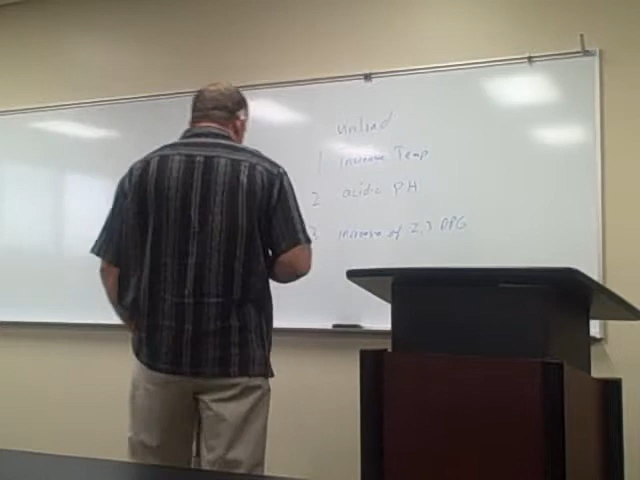 unload
1 increase Temp
2 acidic PH
3 increase of 2,3 DPG